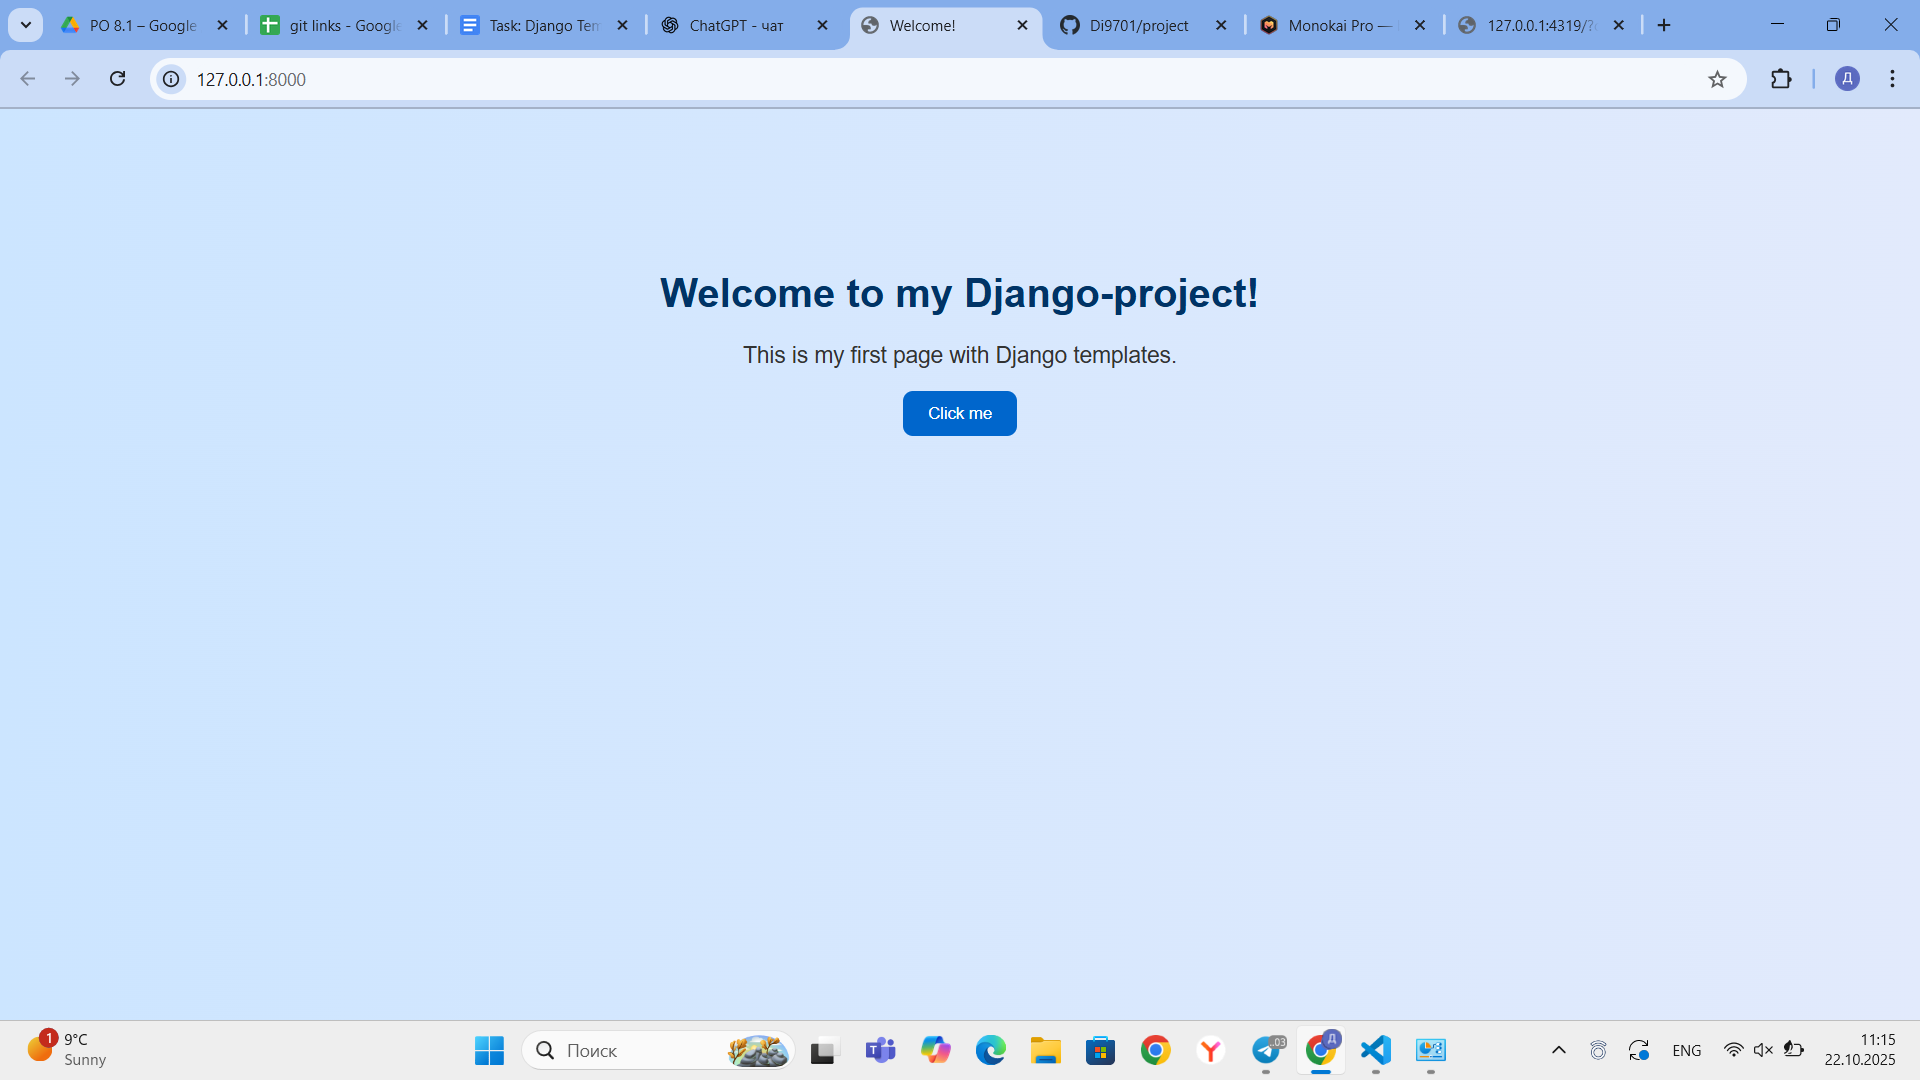 PO 8.1 – Google
git links - Google
Task: Django Tem
ChatGPT - чат
Welcome!
Di9701/project
Monokai Pro —
127.0.0.1:4319/?
127.0.0.1:8000
Д
Welcome to my Django-project!
This is my first page with Django templates.
Click me
1
9°C
Sunny
Поиск
.03
Д
ENG
11:15
22.10.2025